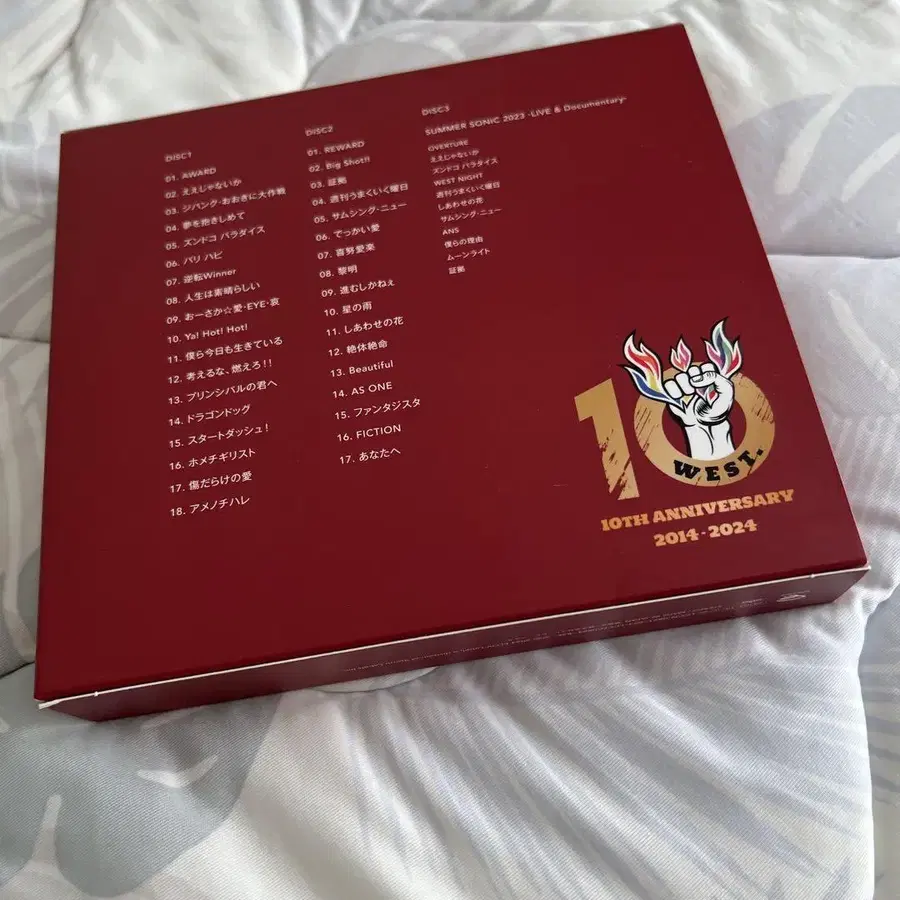 DISC1
01. AWARD
02. ええじゃないか
03. ジパング・おおきに大作戦
04. 夢を抱きしめて
05. ズンドコ パラダイス
06. バリ ハピ
07. 逆転Winner
08. 人生は素晴らしい
09. おーさか☆愛・EYE・哀
10. Ya! Hot! Hot!
11. 僕ら今日も生きている
12. 考えるな、燃えろ!!
13. プリンシパルの君へ
14. ドラゴンドッグ
15. スタートダッシュ!
16. ホメチギリスト
17. 傷だらけの愛
18. アメノチハレ
DISC2
01. REWARD
02. Big Shot!!
03. 証拠
04. 週刊うまくいく曜日
05. サムシング・ニュー
06. でっかい愛
07. 喜努愛楽
08. 黎明
09. 進むしかねぇ
10. 星の雨
11. しあわせの花
12. 絶体絶命
13. Beautiful
14. AS ONE
15. ファンタジスタ
16. FICTION
17. あなたへ
DISC3
SUMMER SONIC 2023 -LIVE & Documentary-
OVERTURE
ええじゃないか
ズンドコ パラダイス
WEST NIGHT
週刊うまくいく曜日
しあわせの花
サムシング・ニュー
ANS
僕らの理由
ムーンライト
証拠
10
WEST.
10TH ANNIVERSARY
2014 - 2024